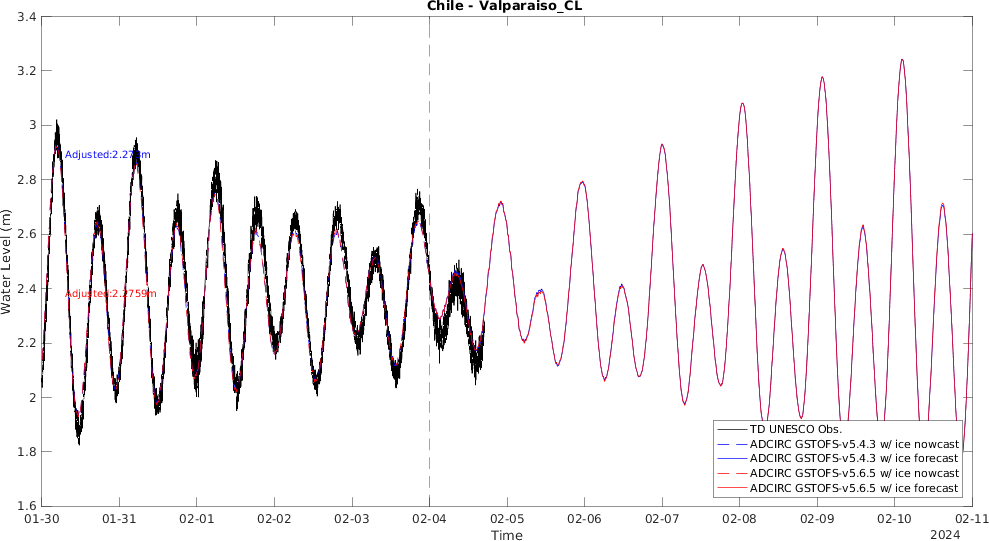 Chile - Valparaiso_CL
3.4
3.2
3
2.8
2.6
2.4
2.2
2
1.8
1.6
Water Level (m)
Adjusted:2.278m
Adjusted:2.2759m
TD UNESCO Obs.
ADCIRC GSTOFS-v5.4.3 w/ ice nowcast
ADCIRC GSTOFS-v5.4.3 w/ ice forecast
ADCIRC GSTOFS-v5.6.5 w/ ice nowcast
ADCIRC GSTOFS-v5.6.5 w/ ice forecast
01-30 01-31 02-01 02-02 02-03 02-04 02-05 02-06 02-07 02-08 02-09 02-10 02-11
Time
2024